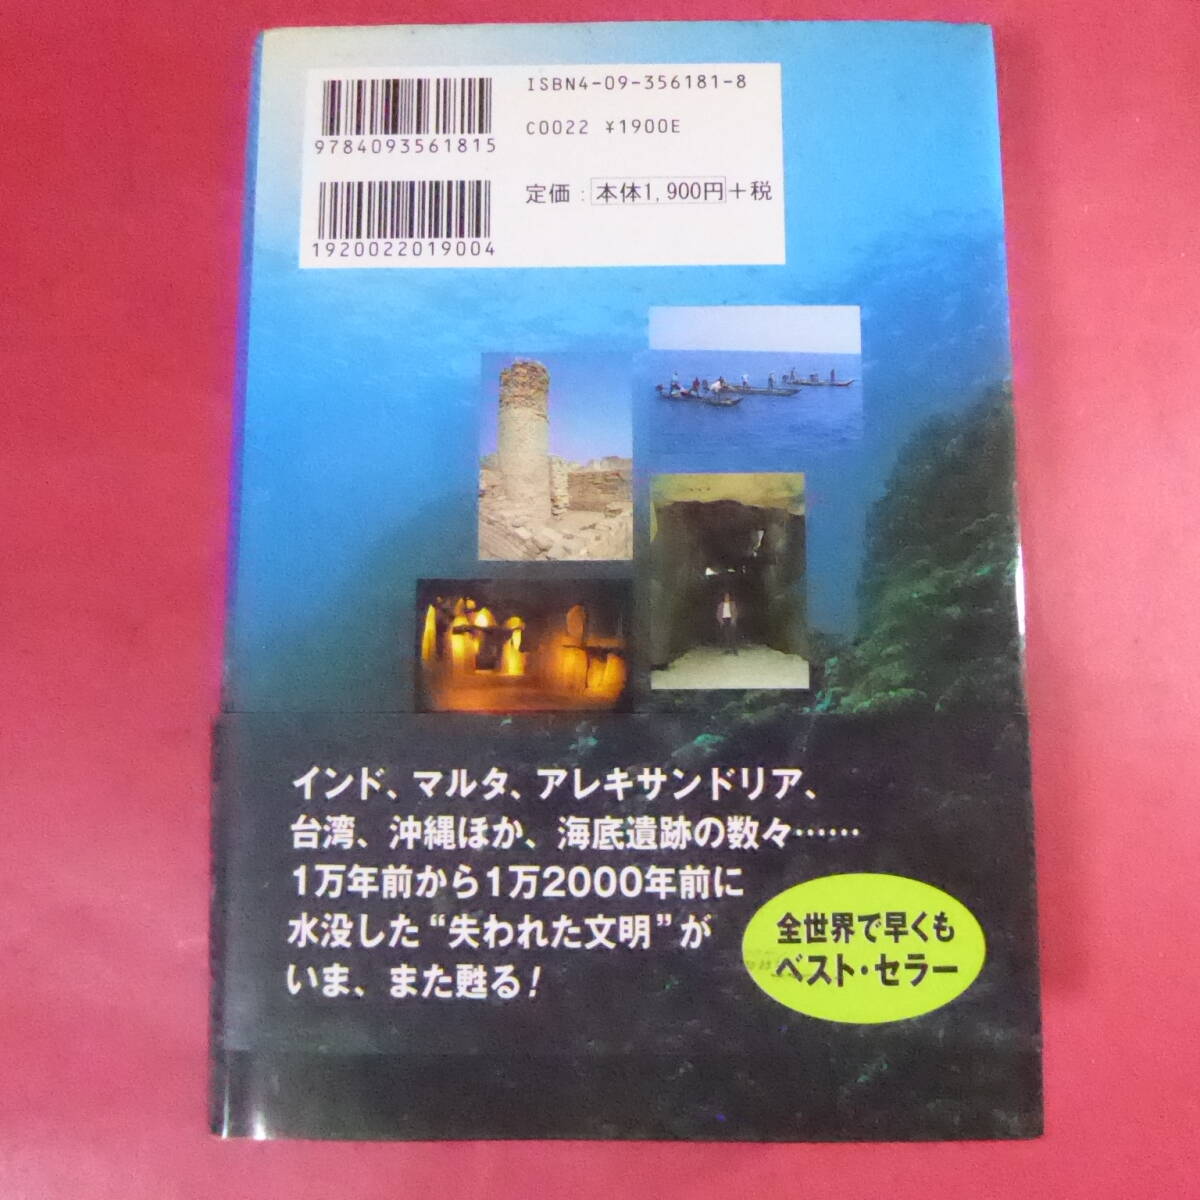 ISBN4-09-356181-8
C0022 ¥1900E
9784093561815
定価：本体1,900円＋税
1920022019004
インド、マルタ、アレキサンドリア、
台湾、沖縄ほか、海底遺跡の数々……
1万年前から1万2000年前に
水没した“失われた文明”が
いま、また甦る！
全世界で早くも
ベスト・セラー